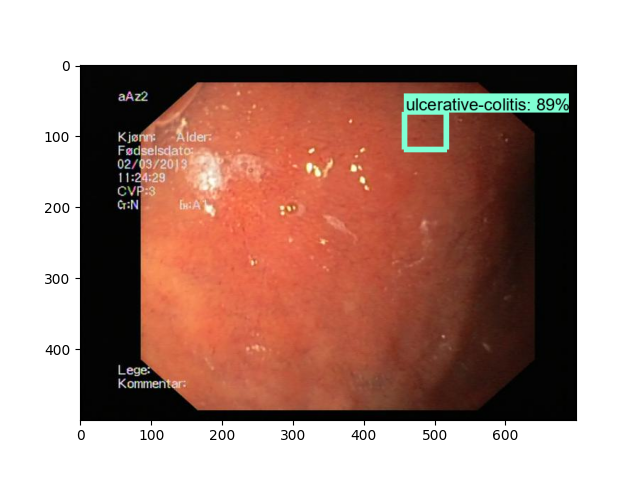 0
100
200
300
400
0 100 200 300 400 500 600
ulcerative-colitis: 89%
aAz2
Kjønn: Alder:
Fødselsdato:
02/03/2013
11:24:29
CVP:3
G:N
Lege:
Kommentar: